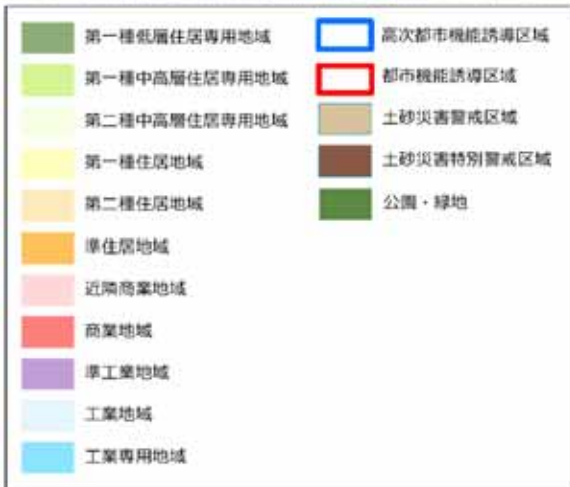 第一種低層住居専用地域
第一種中高層住居専用地域
第二種中高層住居専用地域
第一種住居地域
第二種住居地域
準住居地域
近隣商業地域
商業地域
準工業地域
工業地域
工業専用地域
高次都市機能誘導区域
都市機能誘導区域
土砂災害警戒区域
土砂災害特別警戒区域
公園・緑地